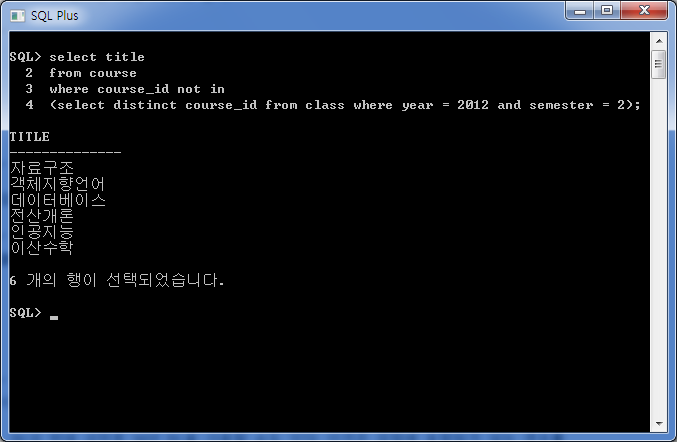 SQL Plus
SQL> select title
2 from course
3 where course_id not in
4 (select distinct course_id from class where year = 2012 and semester = 2);
TITLE
--------------
자료구조
객체지향언어
데이터베이스
전산개론
인공지능
이산수학
6 개의 행이 선택되었습니다.
SQL> _